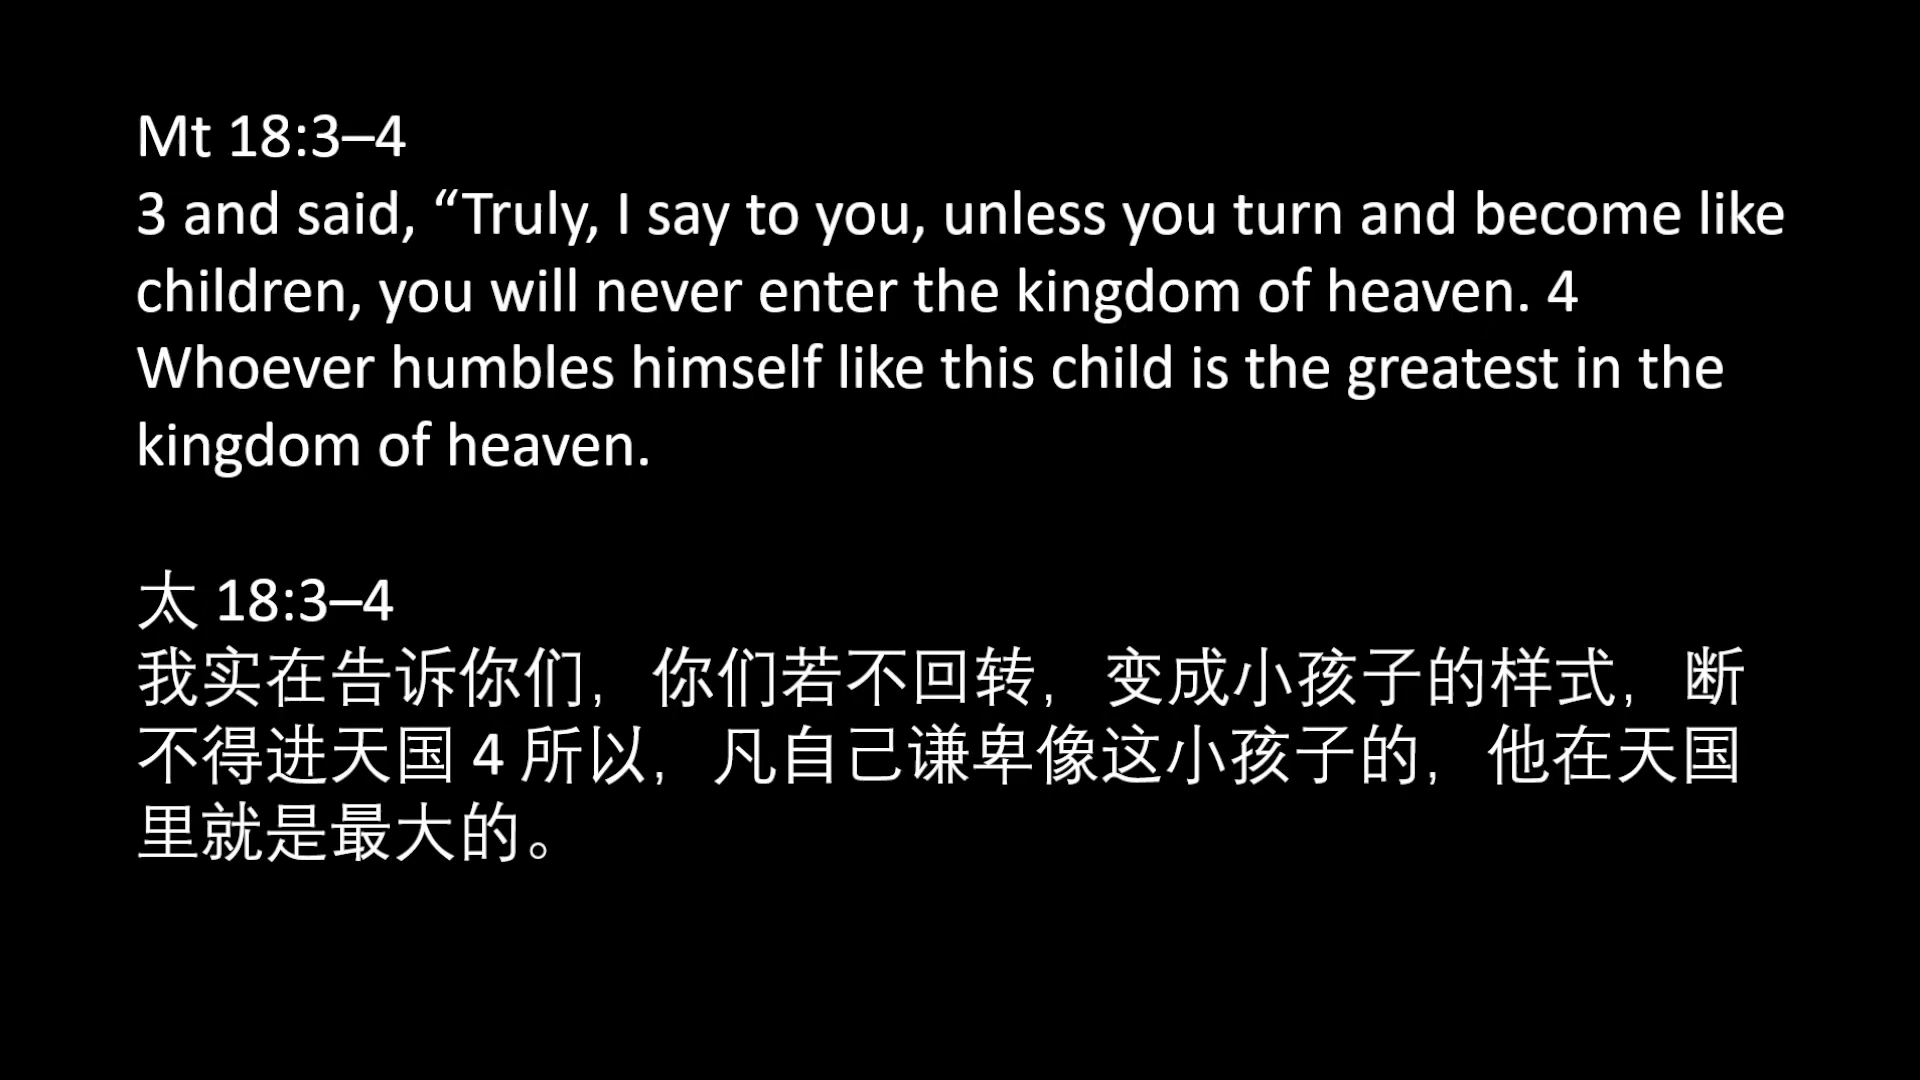 Mt 18:3–4
3 and said, “Truly, I say to you, unless you turn and become like
children, you will never enter the kingdom of heaven. 4
Whoever humbles himself like this child is the greatest in the
kingdom of heaven.
太 18:3–4
我实在告诉你们，你们若不回转，变成小孩子的样式，断
不得进天国 4 所以，凡自己谦卑像这小孩子的，他在天国
里就是最大的。